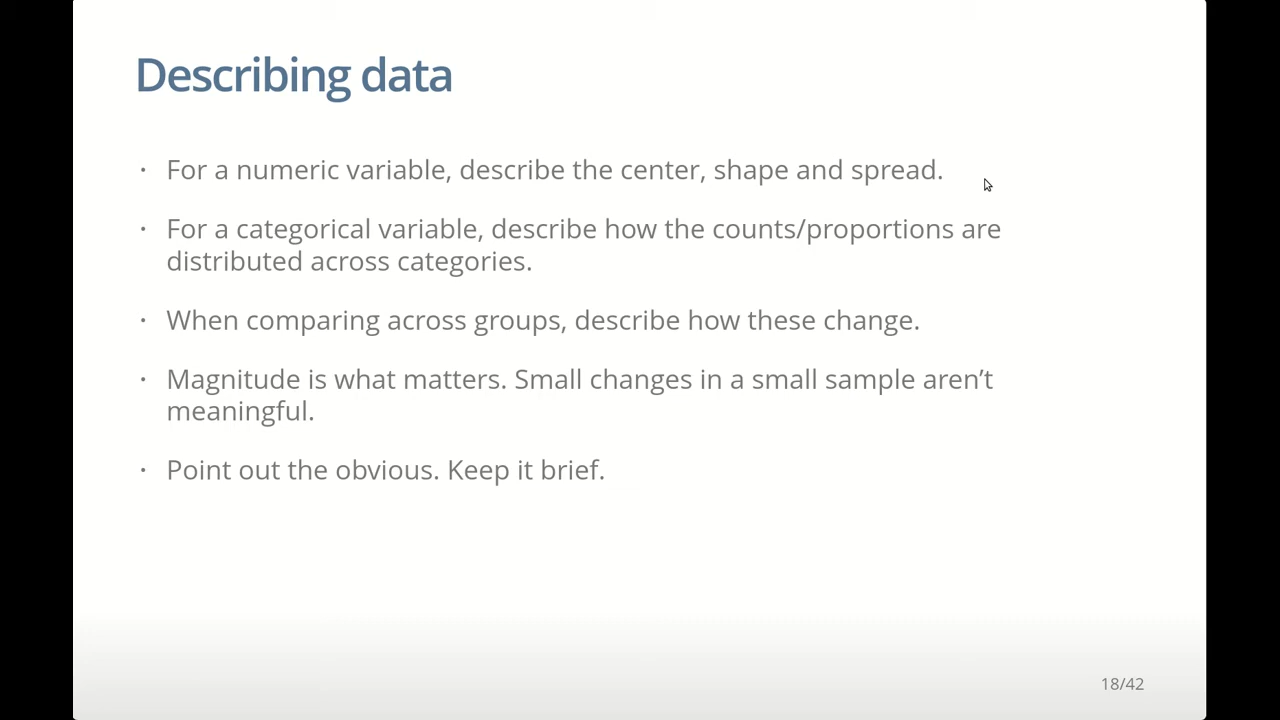 Describing data
· For a numeric variable, describe the center, shape and spread.
· For a categorical variable, describe how the counts/proportions are
distributed across categories.
· When comparing across groups, describe how these change.
· Magnitude is what matters. Small changes in a small sample aren’t
meaningful.
· Point out the obvious. Keep it brief.
18/42